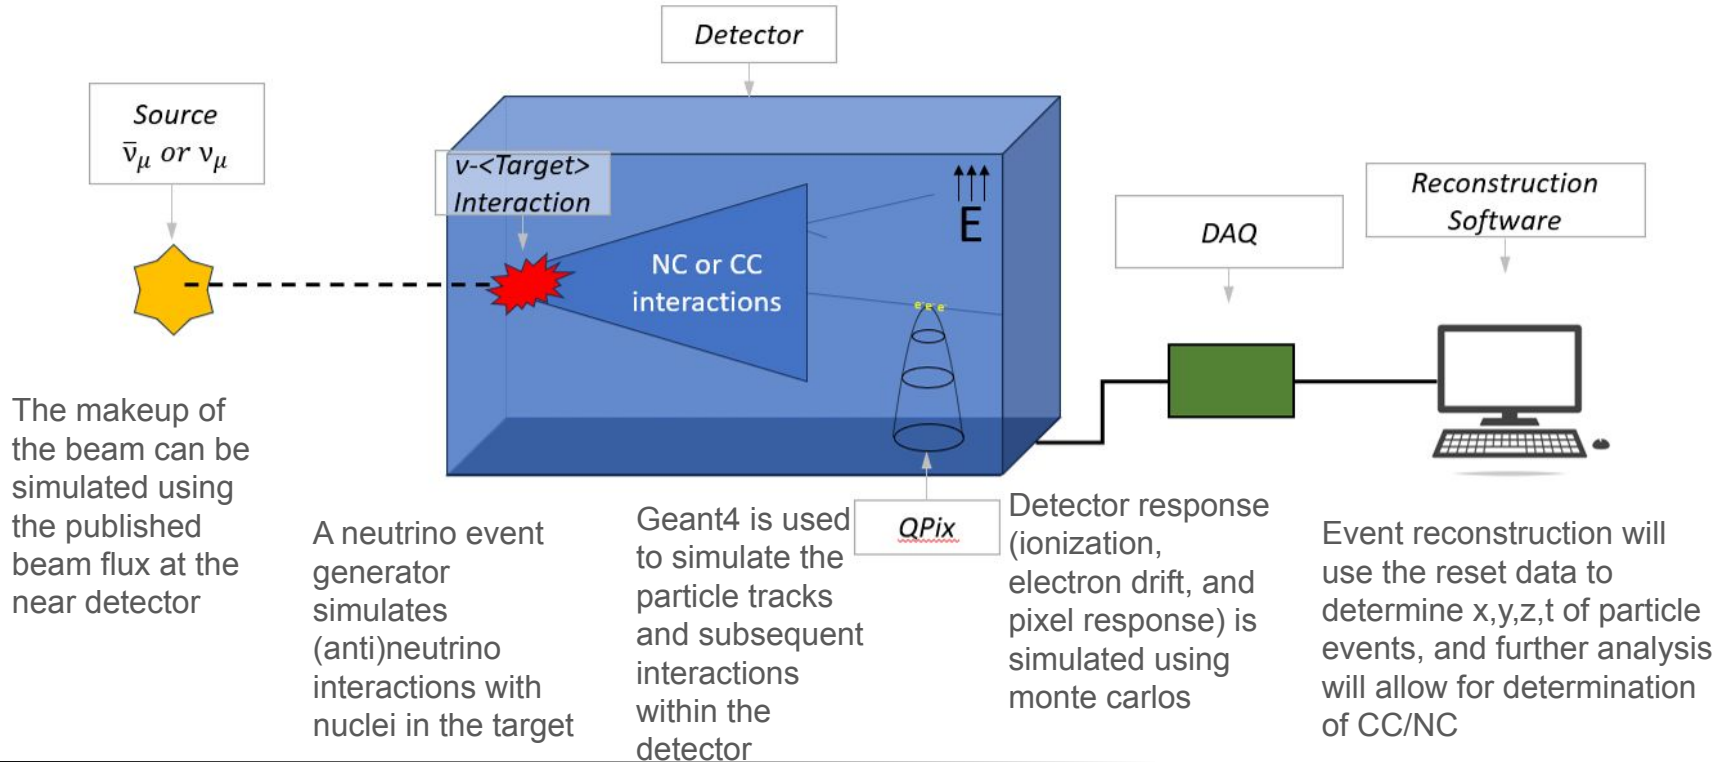 Detector
Source
ν̄μ or νμ
ν-<Target>
Interaction
E
Reconstruction
Software
DAQ
NC or CC
interactions
e⁻ e⁻ e⁻
QPix
The makeup of
the beam can be
simulated using
the published
beam flux at the
near detector
A neutrino event
generator
simulates
(anti)neutrino
interactions with
nuclei in the target
Geant4 is used
to simulate the
particle tracks
and subsequent
interactions
within the
detector
Detector response
(ionization,
electron drift, and
pixel response) is
simulated using
monte carlos
Event reconstruction will
use the reset data to
determine x,y,z,t of particle
events, and further analysis
will allow for determination
of CC/NC